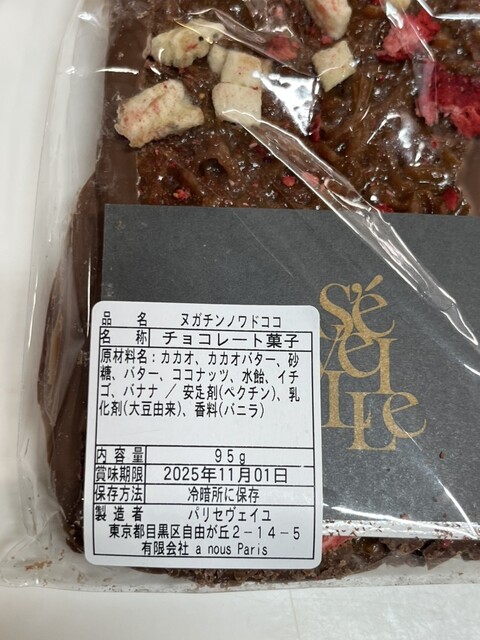 Sévеille
品 名 ヌガチンノワドココ
名 称 チョコレート菓子
原材料名：カカオ、カカオバター、砂
糖、バター、ココナッツ、水飴、イチ
ゴ、バナナ ／ 安定剤(ペクチン)、乳
化剤(大豆由来)、香料(バニラ)
内 容 量 95g
賞味期限 2025年11月01日
保存方法 冷暗所に保存
製 造 者 パリセヴェイユ
東京都目黒区自由が丘2－14－5
有限会社 a nous Paris